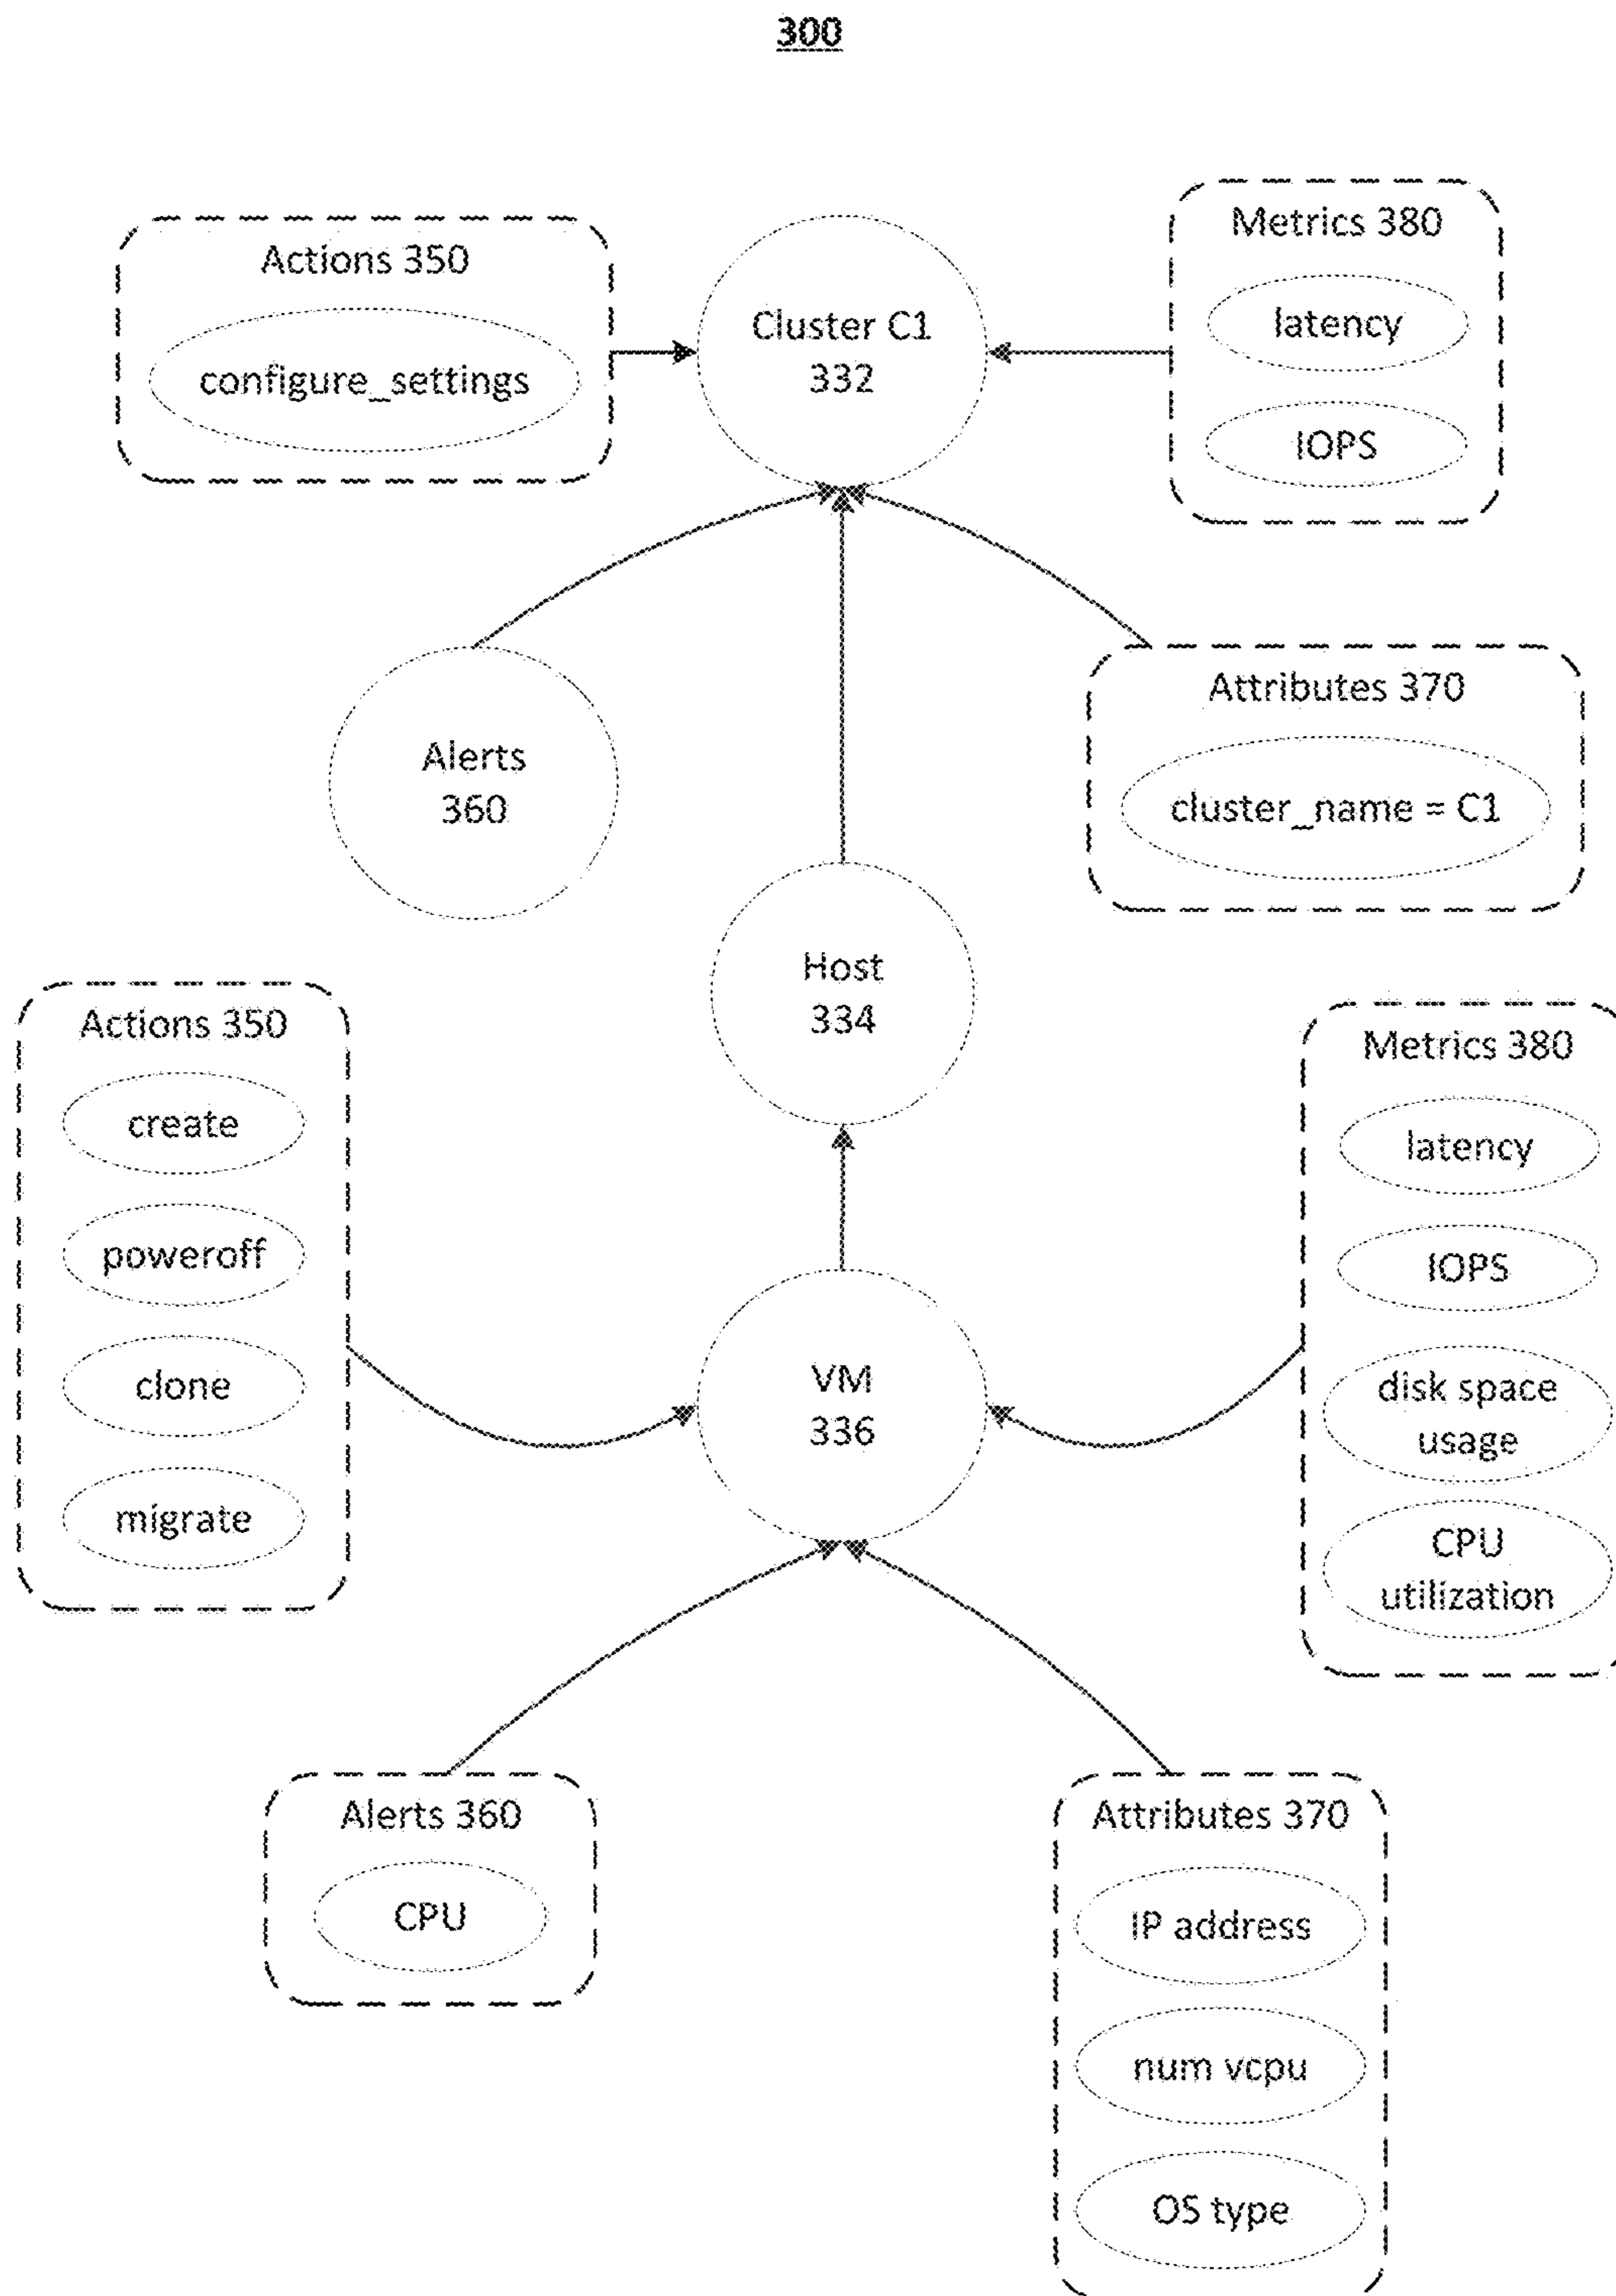 300
Actions 350
configure_settings
Cluster C1
332
Metrics 380
latency
IOPS
Alerts
360
Attributes 370
cluster_name = C1
Host
334
Actions 350
create
poweroff
clone
migrate
VM
336
Metrics 380
latency
IOPS
disk space
usage
CPU
utilization
Alerts 360
CPU
Attributes 370
IP address
num vcpu
OS type